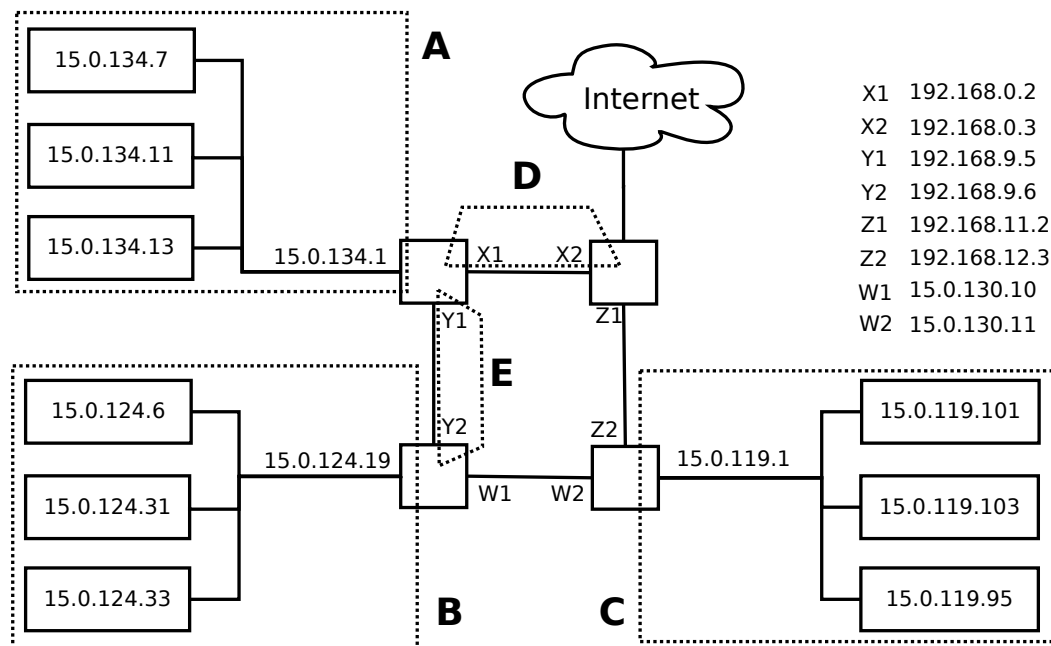 A
15.0.134.7
15.0.134.11
15.0.134.13
15.0.134.1
Internet
D
X1 X2
Y1
Z1
X1 192.168.0.2
X2 192.168.0.3
Y1 192.168.9.5
Y2 192.168.9.6
Z1 192.168.11.2
Z2 192.168.12.3
W1 15.0.130.10
W2 15.0.130.11
E
15.0.124.6
15.0.124.31
15.0.124.33
15.0.124.19
Y2
W1 W2
Z2
B
C
15.0.119.1
15.0.119.101
15.0.119.103
15.0.119.95